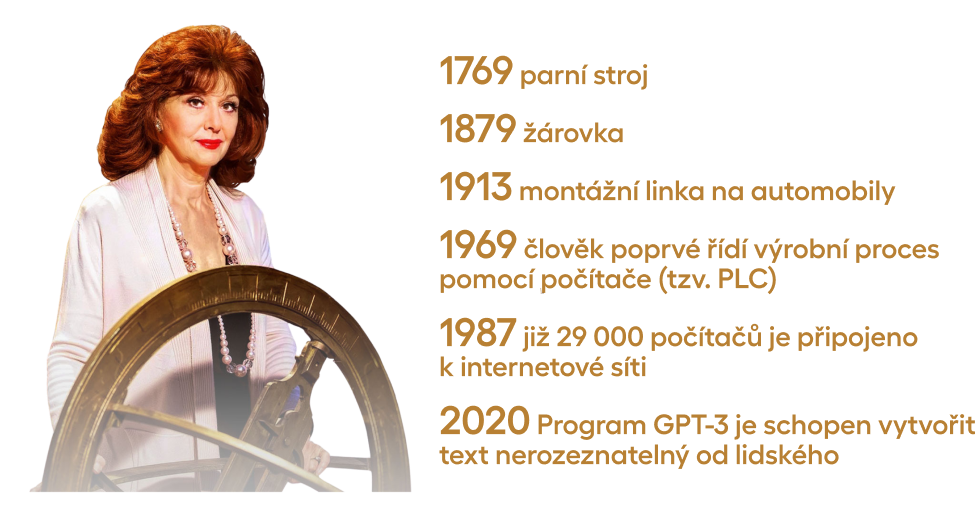 1769 parní stroj
1879 žárovka
1913 montážní linka na automobily
1969 člověk poprvé řídí výrobní proces
pomocí počítače (tzv. PLC)
1987 již 29 000 počítačů je připojeno
k internetové síti
2020 Program GPT-3 je schopen vytvořit
text nerozeznatelný od lidského